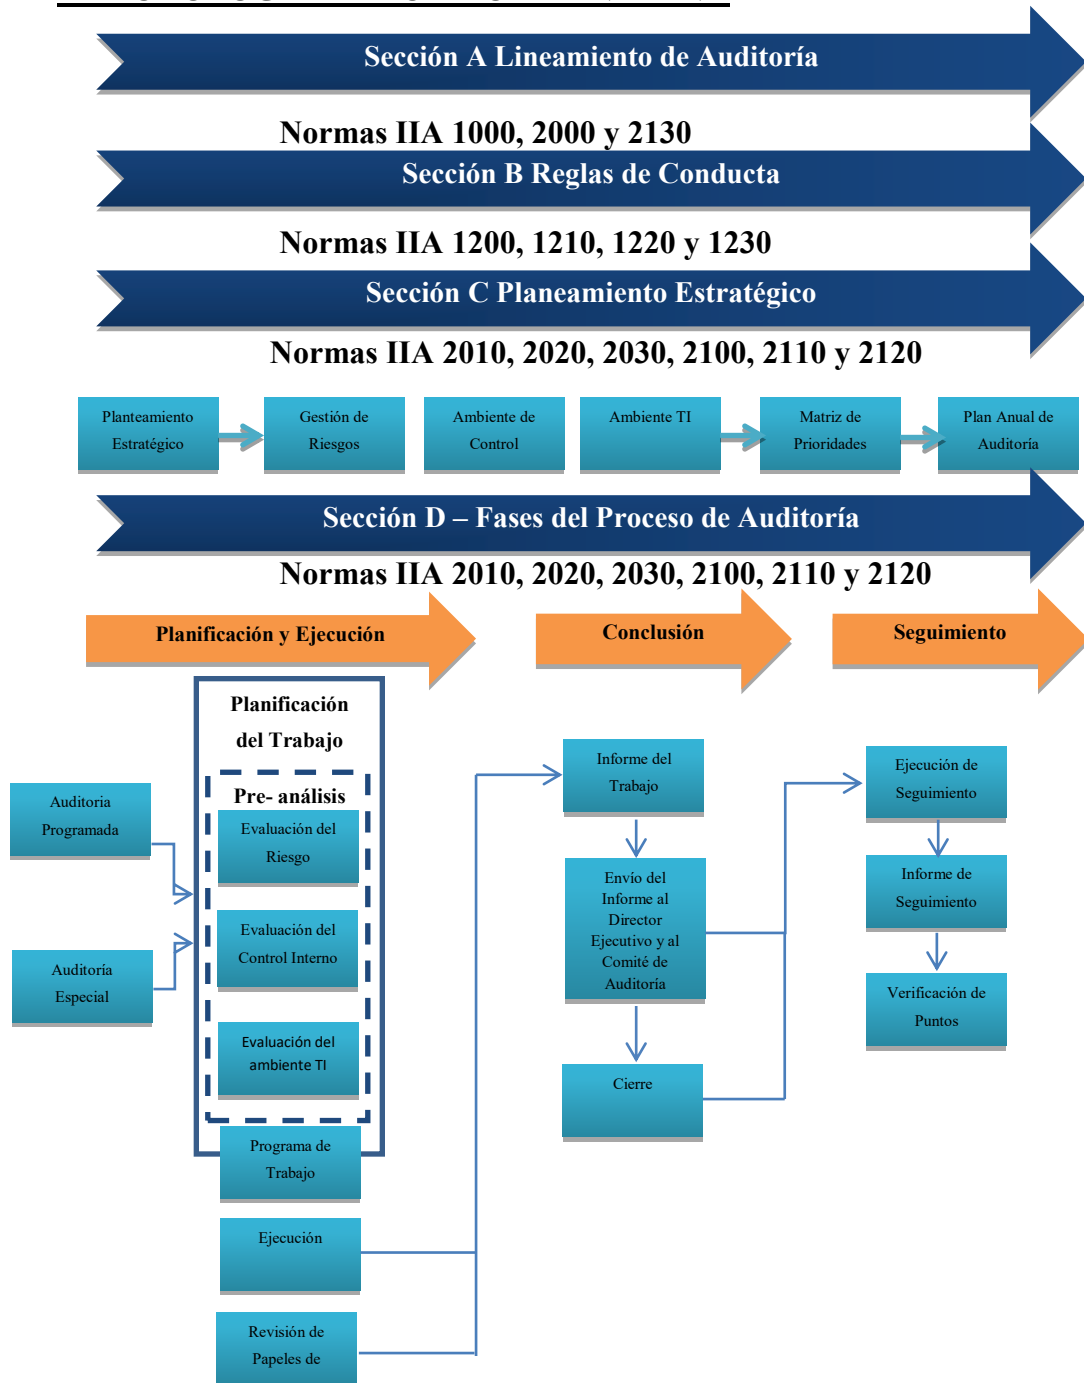 Sección A Lineamiento de Auditoría
Normas IIA 1000, 2000 y 2130
Sección B Reglas de Conducta
Normas IIA 1200, 1210, 1220 y 1230
Sección C Planeamiento Estratégico
Normas IIA 2010, 2020, 2030, 2100, 2110 y 2120
Planteamiento
Estratégico
Gestión de
Riesgos
Ambiente de
Control
Ambiente TI
Matriz de
Prioridades
Plan Anual de
Auditoría
Sección D – Fases del Proceso de Auditoría
Normas IIA 2010, 2020, 2030, 2100, 2110 y 2120
Planificación y Ejecución
Conclusión
Seguimiento
Planificación
del Trabajo
Pre- análisis
Auditoria
Programada
Auditoría
Especial
Evaluación del
Riesgo
Evaluación del
Control Interno
Evaluación del
ambiente TI
Programa de
Trabajo
Ejecución
Revisión de
Papeles de
Informe del
Trabajo
Envío del
Informe al
Director
Ejecutivo y al
Comité de
Auditoría
Cierre
Ejecución de
Seguimiento
Informe de
Seguimiento
Verificación de
Puntos